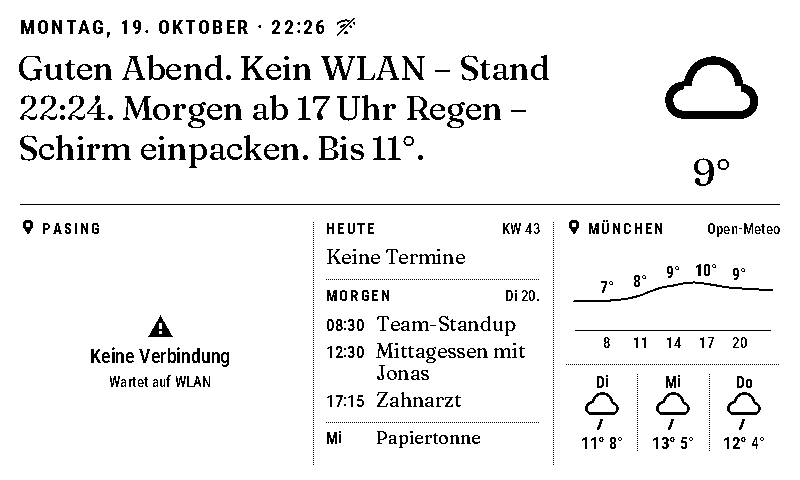 MONTAG, 19. OKTOBER · 22:26
Guten Abend. Kein WLAN – Stand
22:24. Morgen ab 17 Uhr Regen –
Schirm einpacken. Bis 11°.
9°
PASING
Keine Verbindung
Wartet auf WLAN
HEUTE KW 43
Keine Termine
MORGEN Di 20.
08:30 Team-Standup
12:30 Mittagessen mit
Jonas
17:15 Zahnarzt
Mi Papiertonne
MÜNCHEN Open-Meteo
7° 8° 9° 10° 9°
8 11 14 17 20
Di Mi Do
11° 8° 13° 5° 12° 4°